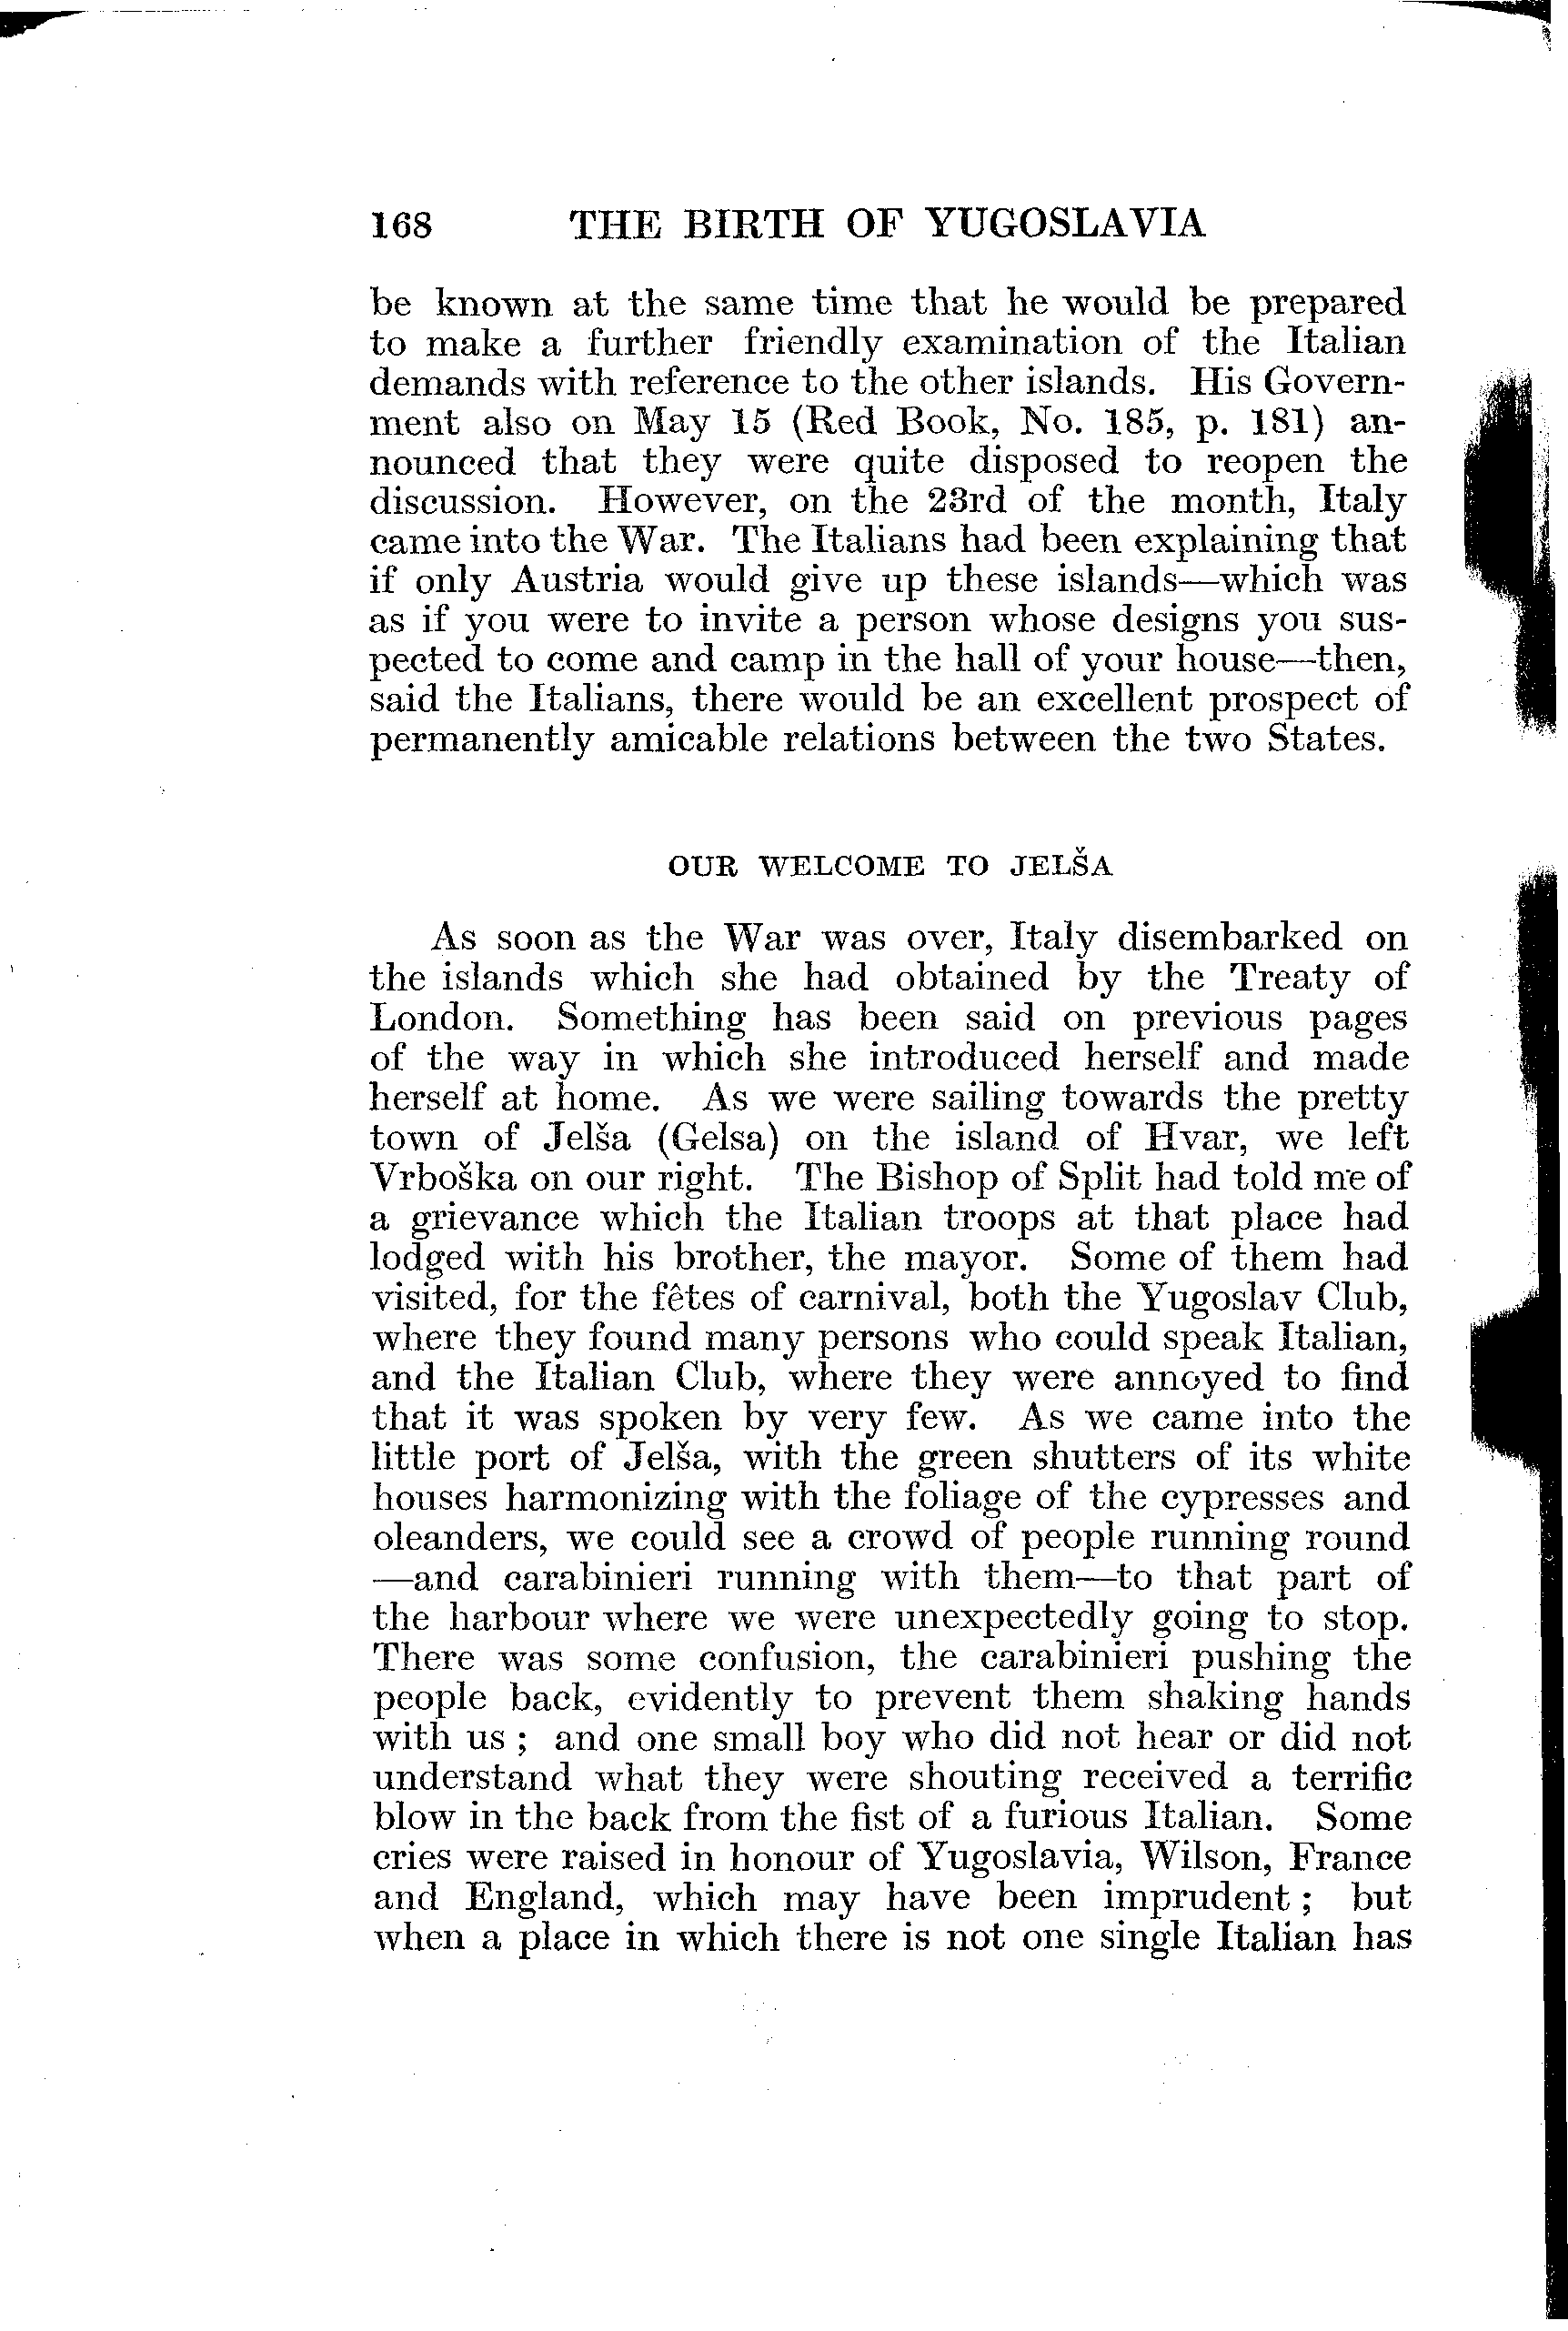 168 THE BIRTH OF YUGOSLAVIA
be known at the same time that he would be prepared
to make a further friendly examination of the Italian
demands with reference to the other islands. His Govern-
ment also on May 15 (Red Book, No. 185, p. 181) an-
nounced that they were quite disposed to reopen the
discussion. However, on the 23rd of the month, Italy
came into the War. The Italians had been explaining that
if only Austria would give up these islands—which was
as if you were to invite a person whose designs you sus-
pected to come and camp in the hall of your house—then,
said the Italians, there would be an excellent prospect of
permanently amicable relations between the two States.
OUR WELCOME TO JELŠA
As soon as the War was over, Italy disembarked on
the islands which she had obtained by the Treaty of
London. Something has been said on previous pages
of the way in which she introduced herself and made
herself at home. As we were sailing towards the pretty
town of Jelša (Gelsa) on the island of Hvar, we left
Vrboška on our right. The Bishop of Split had told me of
a grievance which the Italian troops at that place had
lodged with his brother, the mayor. Some of them had
visited, for the fêtes of carnival, both the Yugoslav Club,
where they found many persons who could speak Italian,
and the Italian Club, where they were annoyed to find
that it was spoken by very few. As we came into the
little port of Jelša, with the green shutters of its white
houses harmonizing with the foliage of the cypresses and
oleanders, we could see a crowd of people running round
—and carabinieri running with them—to that part of
the harbour where we were unexpectedly going to stop.
There was some confusion, the carabinieri pushing the
people back, evidently to prevent them shaking hands
with us ; and one small boy who did not hear or did not
understand what they were shouting received a terrific
blow in the back from the fist of a furious Italian. Some
cries were raised in honour of Yugoslavia, Wilson, France
and England, which may have been imprudent ; but
when a place in which there is not one single Italian has